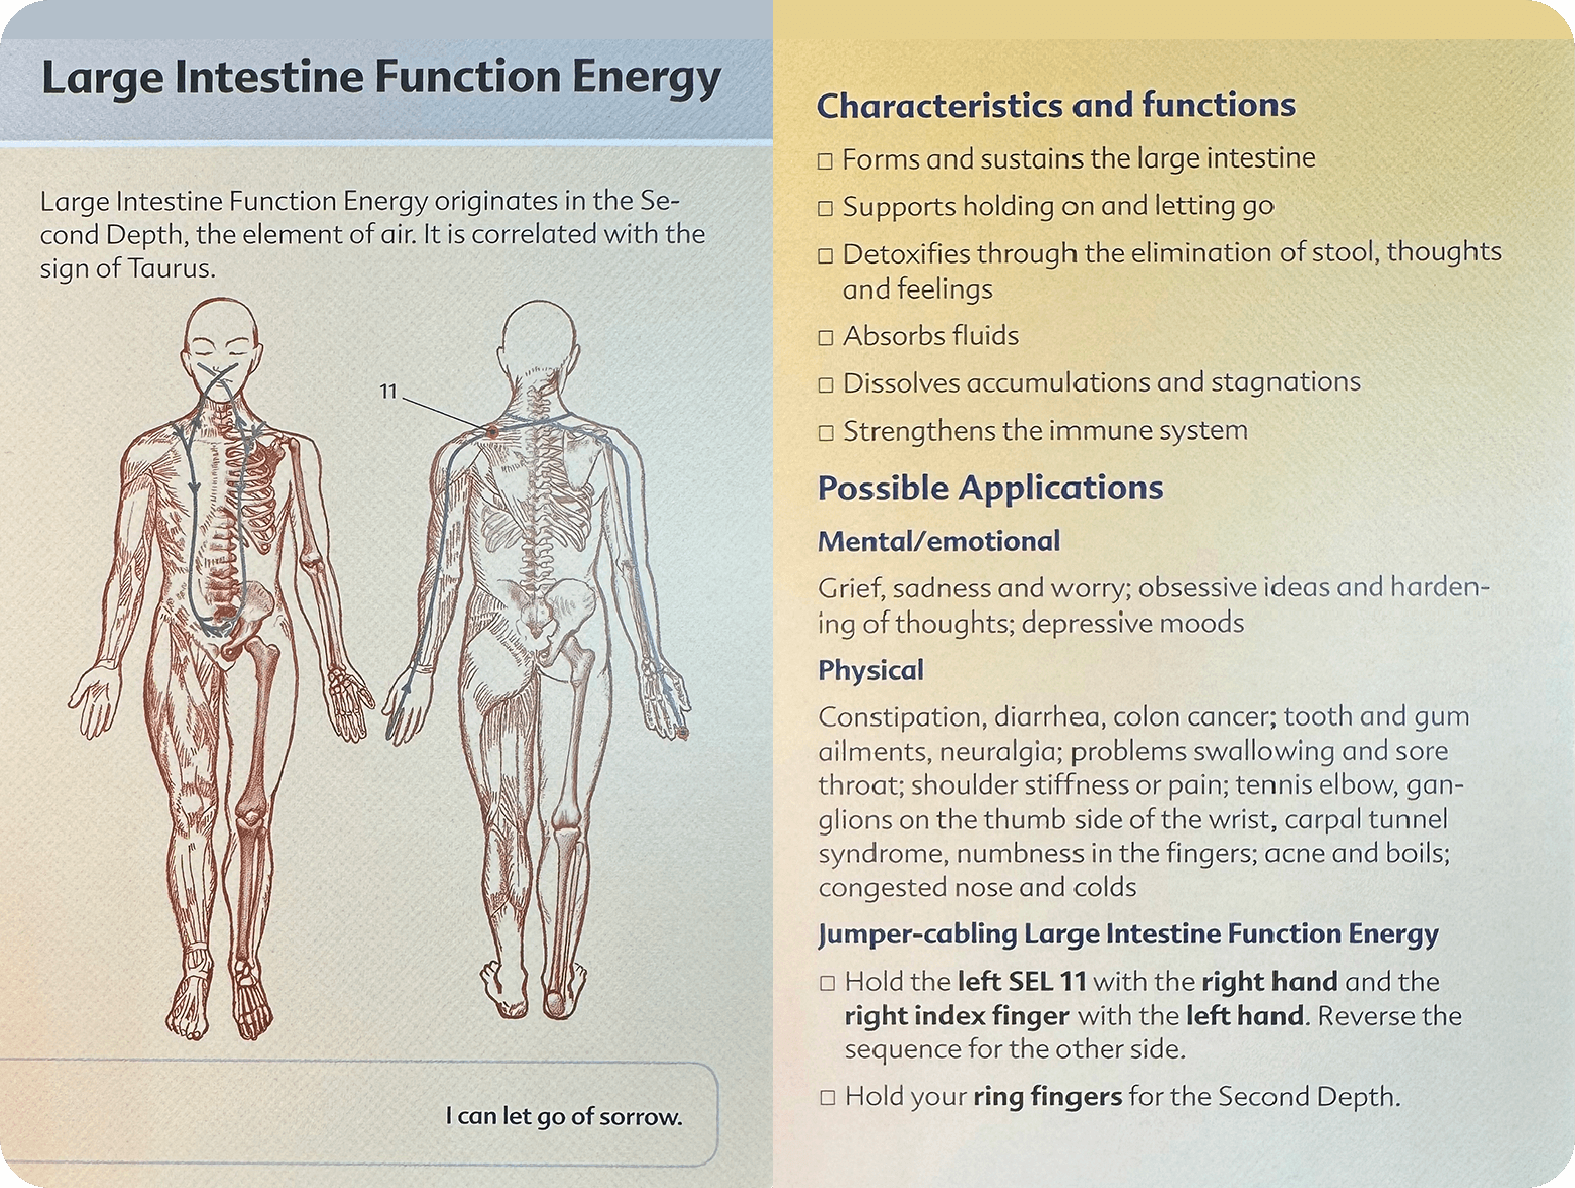 Large Intestine Function Energy
Large Intestine Function Energy originates in the Se-
cond Depth, the element of air. It is correlated with the
sign of Taurus.
11
I can let go of sorrow.
Characteristics and functions
□ Forms and sustains the large intestine
□ Supports holding on and letting go
□ Detoxifies through the elimination of stool, thoughts
and feelings
□ Absorbs fluids
□ Dissolves accumulations and stagnations
□ Strengthens the immune system
Possible Applications
Mental/emotional
Grief, sadness and worry; obsessive ideas and harden-
ing of thoughts; depressive moods
Physical
Constipation, diarrhea, colon cancer; tooth and gum
ailments, neuralgia; problems swallowing and sore
throat; shoulder stiffness or pain; tennis elbow, gan-
glions on the thumb side of the wrist, carpal tunnel
syndrome, numbness in the fingers; acne and boils;
congested nose and colds
Jumper-cabling Large Intestine Function Energy
□ Hold the left SEL 11 with the right hand and the
right index finger with the left hand. Reverse the
sequence for the other side.
□ Hold your ring fingers for the Second Depth.